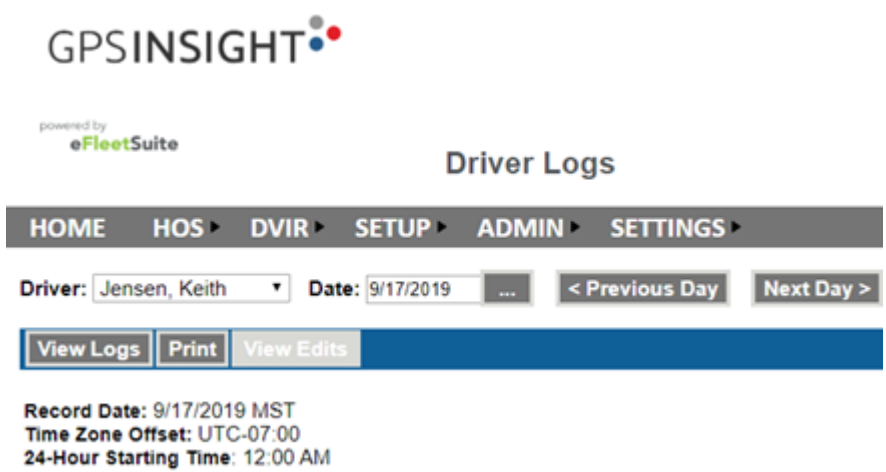 GPSINSIGHT
powered by
eFleetSuite
Driver Logs
HOME HOS DVIR SETUP ADMIN SETTINGS
Driver: Jensen, Keith Date: 9/17/2019 ... < Previous Day Next Day >
View Logs Print View Edits
Record Date: 9/17/2019 MST
Time Zone Offset: UTC-07:00
24-Hour Starting Time: 12:00 AM